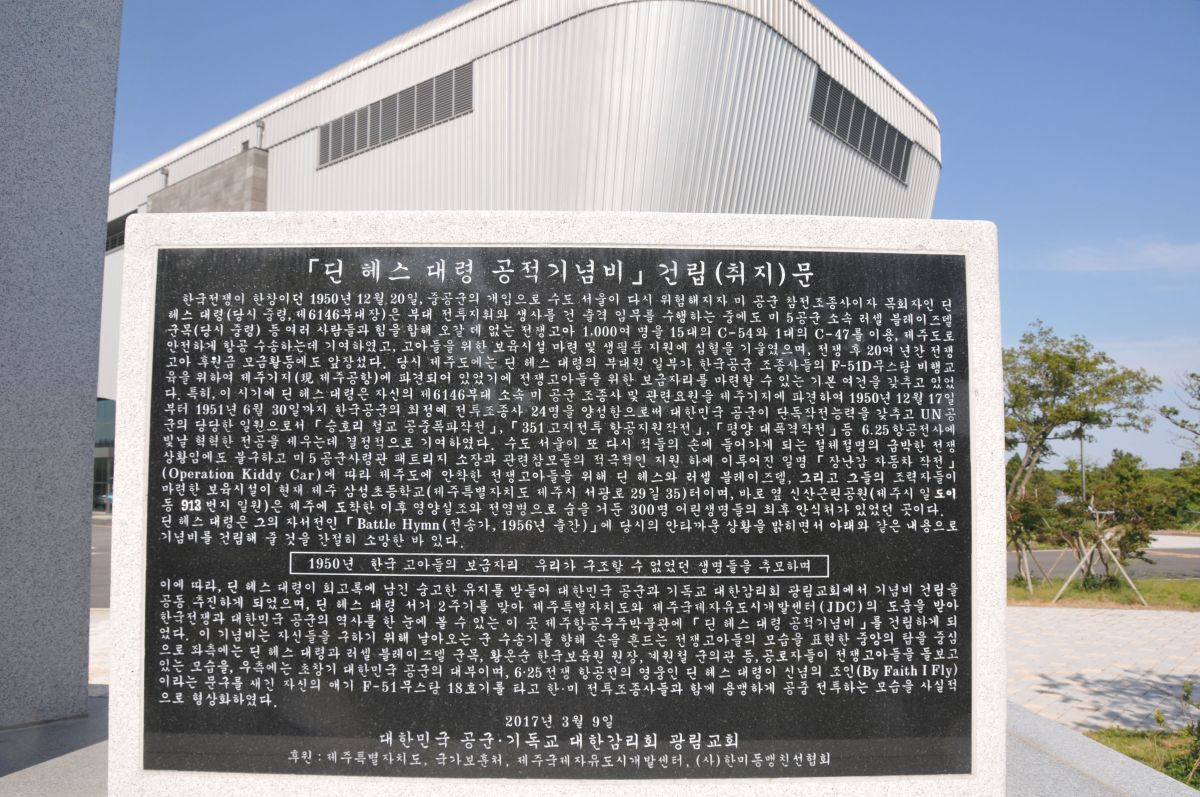 「딘 헤스 대령 공적기념비」 건립(취지)문
한국전쟁이 한창이던 1950년 12월 20일, 중공군의 개입으로 수도 서울이 다시 위험해지자 미 공군 참전조종사이자 목회자인 딘
헤스 대령(당시 중령, 제6146부대장)은 부대 전투지휘와 생사를 건 출격 임무를 수행하는 중에도 미 5공군 소속 러셀 블레이즈델
군목(당시 중령) 등 여러 사람들과 힘을 합해 오갈 데 없는 전쟁고아 1,000여 명을 15대의 C-54와 1대의 C-47를 이용, 제주도로
안전하게 항공 수송하는데 기여하였고, 고아들을 위한 보육시설 마련 및 생필품 지원에 심혈을 기울였으며, 전쟁 후 20여 년간 전쟁
고아 후원금 모금활동에도 앞장섰다. 당시 제주도에는 딘 헤스 대령의 부대원 일부가 한국공군 조종사들의 F-51D무스탕 비행교
육을 위하여 제주기지(現 제주공항)에 파견되어 있었기에 전쟁고아들을 위한 보금자리를 마련할 수 있는 기본 여건을 갖추고 있었
다. 특히, 이 시기에 딘 헤스 대령은 자신의 제6146부대 소속 미 공군 조종사 및 관련요원을 제주기지에 파견하여 1950년 12월 17일
부터 1951년 6월 30일까지 한국공군의 최정예 전투조종사 24명을 양성함으로써 대한민국 공군이 단독작전능력을 갖추고 UN공
군의 당당한 일원으로서 「승호리 철교 공중폭파작전」, 「351고지전투 항공지원작전」, 「평양 대폭격작전」 등 6.25항공전사에
빛날 혁혁한 전공을 세우는데 결정적으로 기여하였다. 수도 서울이 또 다시 적들의 손에 들어가게 되는 절체절명의 급박한 전쟁
상황임에도 불구하고 미 5공군사령관 패트리지 소장과 관련참모들의 적극적인 지원 하에 이루어진 일명 「장난감 자동차 작전」
(Operation Kiddy Car)에 따라 제주도에 안착한 전쟁고아들을 위해 딘 헤스와 러셀 블레이즈델, 그리고 그들의 조력자들이
마련한 보육시설이 현재 제주 삼성초등학교(제주특별자치도 제주시 서광로 29길 35)터이며, 바로 옆 신산근린공원(제주시 일도이
동 913번지 일원)은 제주에 도착한 이후 영양실조와 전염병으로 숨을 거둔 300명 어린생명들의 최후 안식처가 있었던 곳이다.
딘 헤스 대령은 그의 자서전인 「Battle Hymn(전송가, 1956년 출간)」에 당시의 안타까운 상황을 밝히면서 아래와 같은 내용으로
기념비를 건립해 줄 것을 간절히 소망한 바 있다.
1950년 한국 고아들의 보금자리 우리가 구조할 수 없었던 생명들을 추모하며
이에 따라, 딘 헤스 대령이 회고록에 남긴 숭고한 유지를 받들어 대한민국 공군과 기독교 대한감리회 광림교회에서 기념비 건립을
공동 추진하게 되었으며, 딘 헤스 대령 서거 2주기를 맞아 제주특별자치도와 제주국제자유도시개발센터(JDC)의 도움을 받아
한국전쟁과 대한민국 공군의 역사를 한 눈에 볼 수 있는 이 곳 제주항공우주박물관에 「딘 헤스 대령 공적기념비」를 건립하게 되
었다. 이 기념비는 자신들을 구하기 위해 날아오는 군 수송기를 향해 손을 흔드는 전쟁고아들의 모습을 표현한 중앙의 탑을 중심
으로 좌측에는 딘 헤스 대령과 러셀 블레이즈델 군목, 황온순 한국보육원 원장, 계원철 군의관 등, 공로자들이 전쟁고아들을 돌보고
있는 모습을, 우측에는 초창기 대한민국 공군의 대부이며, 6·25전쟁 항공전의 영웅인 딘 헤스 대령이 신념의 조인(By Faith I Fly)
이라는 문구를 새긴 자신의 애기 F-51무스탕 18호기를 타고 한·미 전투조종사들과 함께 용맹하게 공중 전투하는 모습을 사실적
으로 형상화하였다.
2017년 3월 9일
대한민국 공군·기독교 대한감리회 광림교회
후원 : 제주특별자치도, 국가보훈처, 제주국제자유도시개발센터, (사)한미동맹친선협회